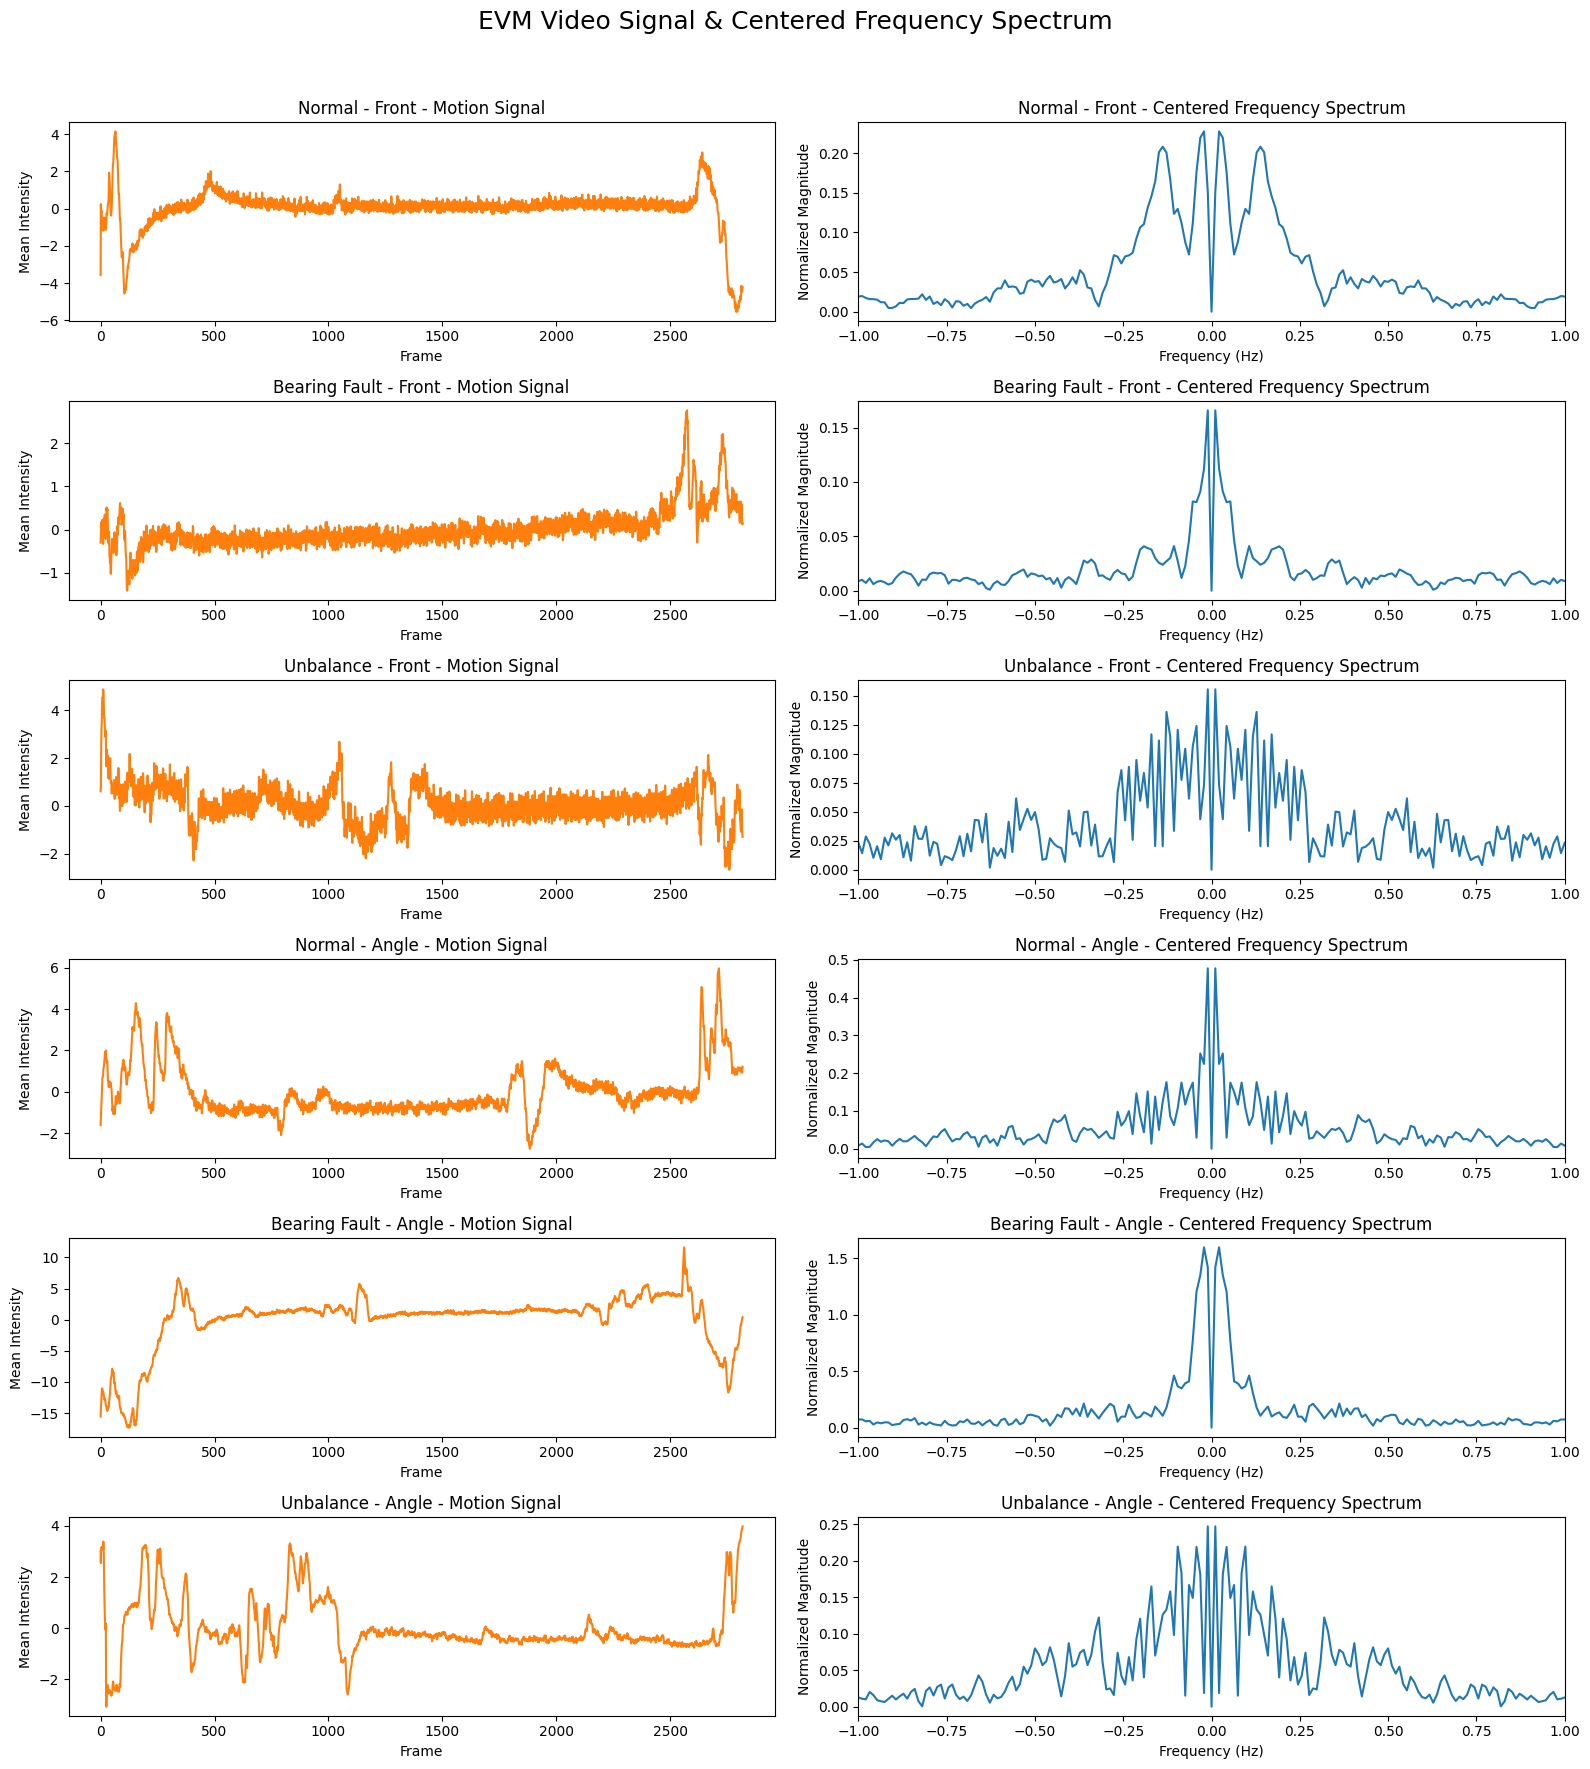 EVM Video Signal & Centered Frequency Spectrum
Normal - Front - Motion Signal
Mean Intensity
4
2
0
−2
−4
−6
0 500 1000 1500 2000 2500
Frame
Normal - Front - Centered Frequency Spectrum
Normalized Magnitude
0.20
0.15
0.10
0.05
0.00
−1.00 −0.75 −0.50 −0.25 0.00 0.25 0.50 0.75 1.00
Frequency (Hz)
Bearing Fault - Front - Motion Signal
Mean Intensity
2
1
0
−1
0 500 1000 1500 2000 2500
Frame
Bearing Fault - Front - Centered Frequency Spectrum
Normalized Magnitude
0.15
0.10
0.05
0.00
−1.00 −0.75 −0.50 −0.25 0.00 0.25 0.50 0.75 1.00
Frequency (Hz)
Unbalance - Front - Motion Signal
Mean Intensity
4
2
0
−2
0 500 1000 1500 2000 2500
Frame
Unbalance - Front - Centered Frequency Spectrum
Normalized Magnitude
0.150
0.125
0.100
0.075
0.050
0.025
0.000
−1.00 −0.75 −0.50 −0.25 0.00 0.25 0.50 0.75 1.00
Frequency (Hz)
Normal - Angle - Motion Signal
Mean Intensity
6
4
2
0
−2
0 500 1000 1500 2000 2500
Frame
Normal - Angle - Centered Frequency Spectrum
Normalized Magnitude
0.5
0.4
0.3
0.2
0.1
0.0
−1.00 −0.75 −0.50 −0.25 0.00 0.25 0.50 0.75 1.00
Frequency (Hz)
Bearing Fault - Angle - Motion Signal
Mean Intensity
10
5
0
−5
−10
−15
0 500 1000 1500 2000 2500
Frame
Bearing Fault - Angle - Centered Frequency Spectrum
Normalized Magnitude
1.5
1.0
0.5
0.0
−1.00 −0.75 −0.50 −0.25 0.00 0.25 0.50 0.75 1.00
Frequency (Hz)
Unbalance - Angle - Motion Signal
Mean Intensity
4
2
0
−2
0 500 1000 1500 2000 2500
Frame
Unbalance - Angle - Centered Frequency Spectrum
Normalized Magnitude
0.25
0.20
0.15
0.10
0.05
0.00
−1.00 −0.75 −0.50 −0.25 0.00 0.25 0.50 0.75 1.00
Frequency (Hz)